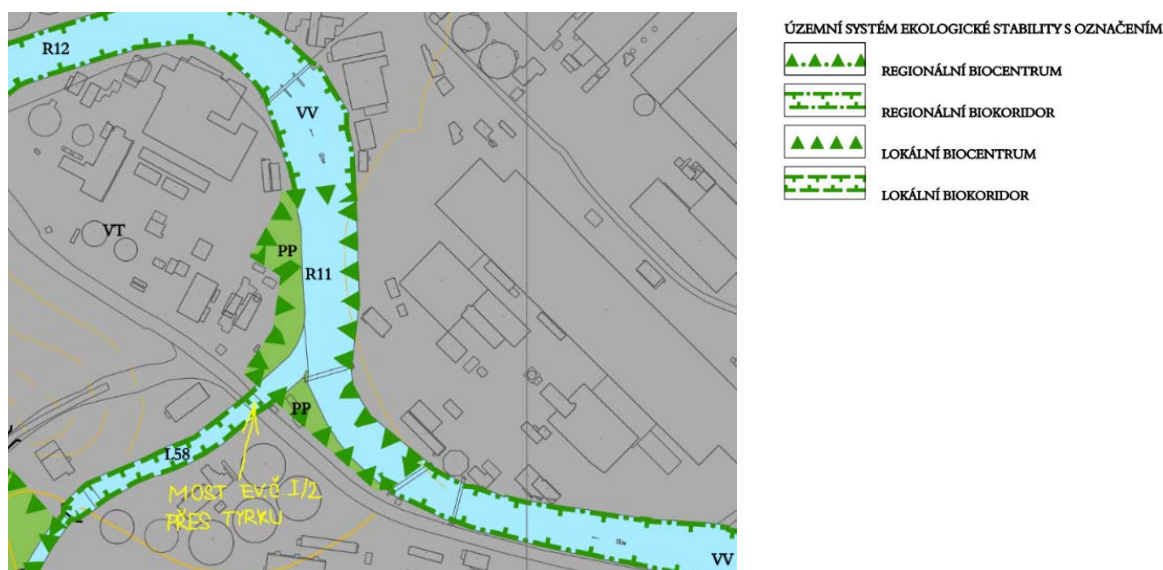 R12
VV
VT
PP
R11
PP
L58
MOST EV.Č I/2
PŘES TYRKU
VV
ÚZEMNÍ SYSTÉM EKOLOGICKÉ STABILITY S OZNAČENÍM
REGIONÁLNÍ BIOCENTRUM
REGIONÁLNÍ BIOKORIDOR
LOKÁLNÍ BIOCENTRUM
LOKÁLNÍ BIOKORIDOR